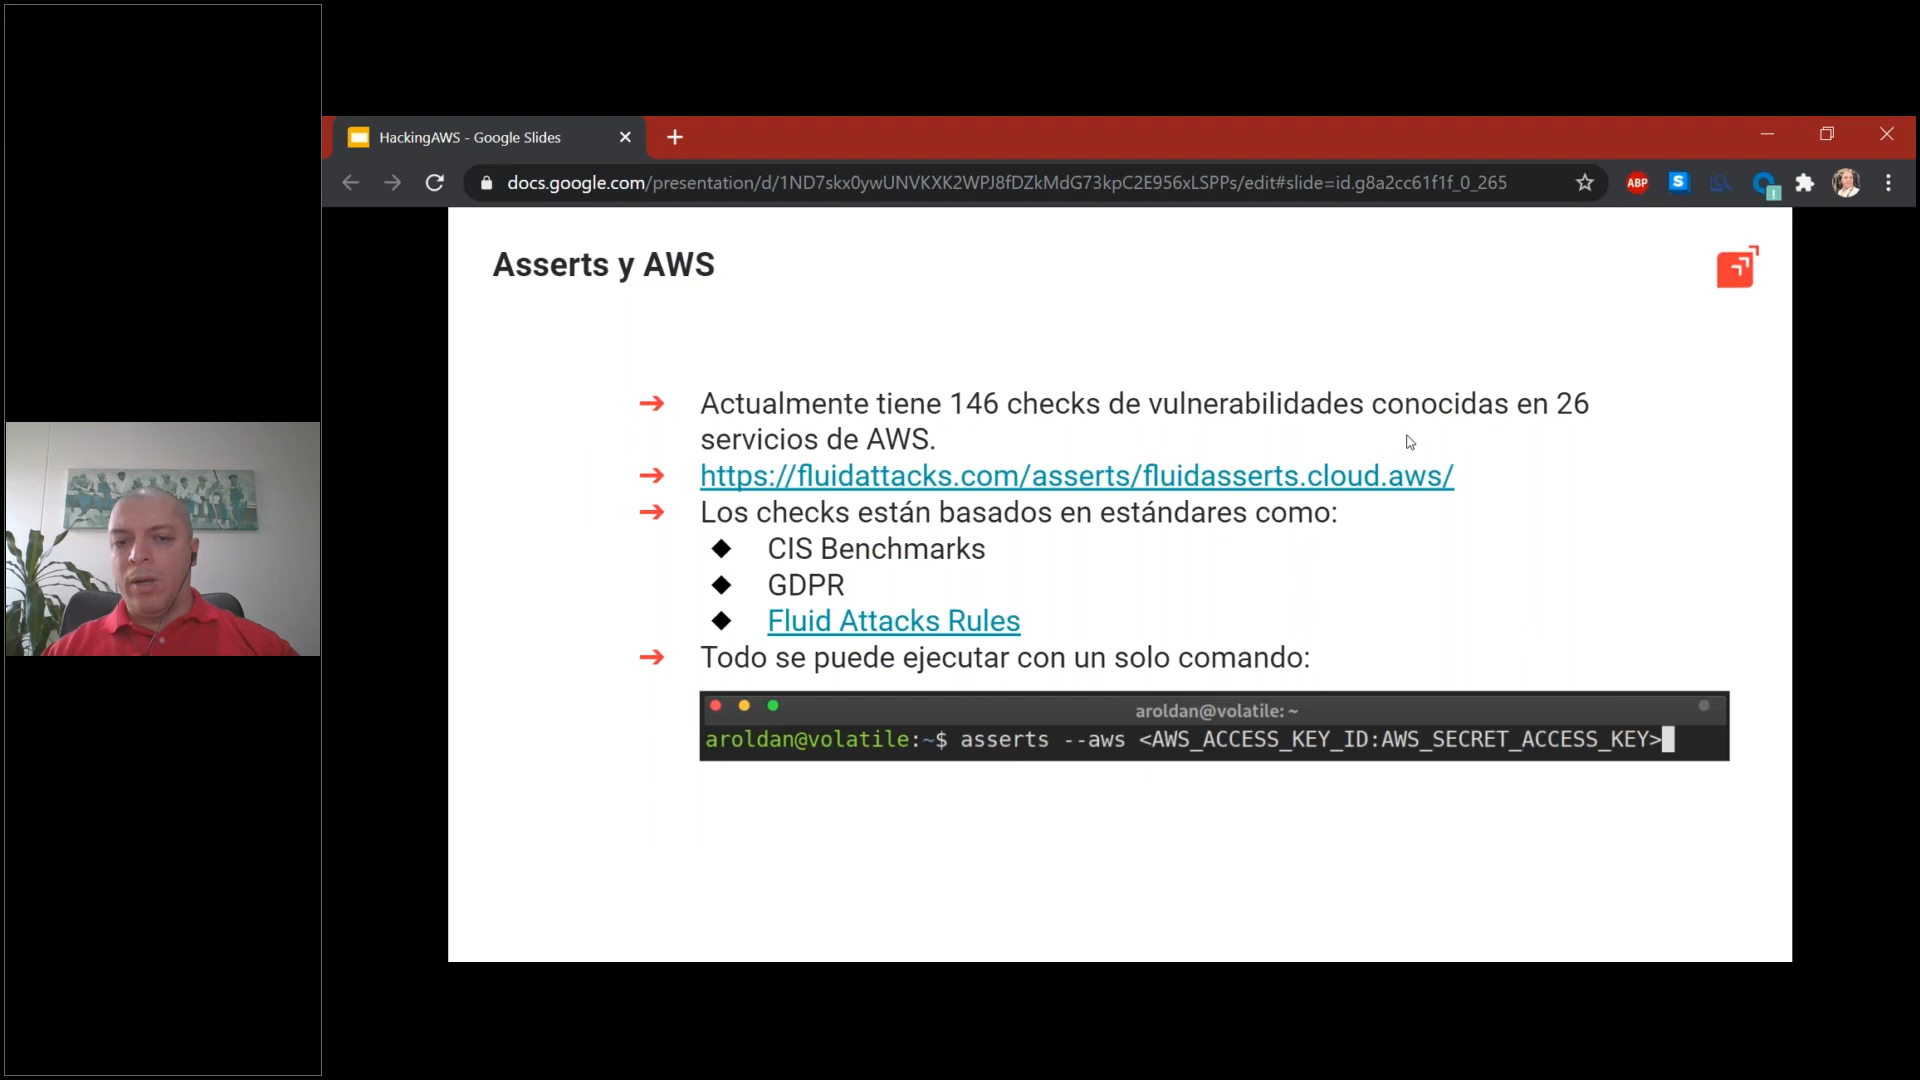 HackingAWS - Google Slides
docs.google.com/presentation/d/1ND7skx0ywUNVKXK2WPJ8fDZkMdG73kpC2E956xLSPPs/edit#slide=id.g8a2cc61f1f_0_265
ABP
S
Asserts y AWS
Actualmente tiene 146 checks de vulnerabilidades conocidas en 26
servicios de AWS.
https://fluidattacks.com/asserts/fluidasserts.cloud.aws/
Los checks están basados en estándares como:
CIS Benchmarks
GDPR
Fluid Attacks Rules
Todo se puede ejecutar con un solo comando:
aroldan@volatile: ~
aroldan@volatile:~$ asserts --aws <AWS_ACCESS_KEY_ID:AWS_SECRET_ACCESS_KEY>